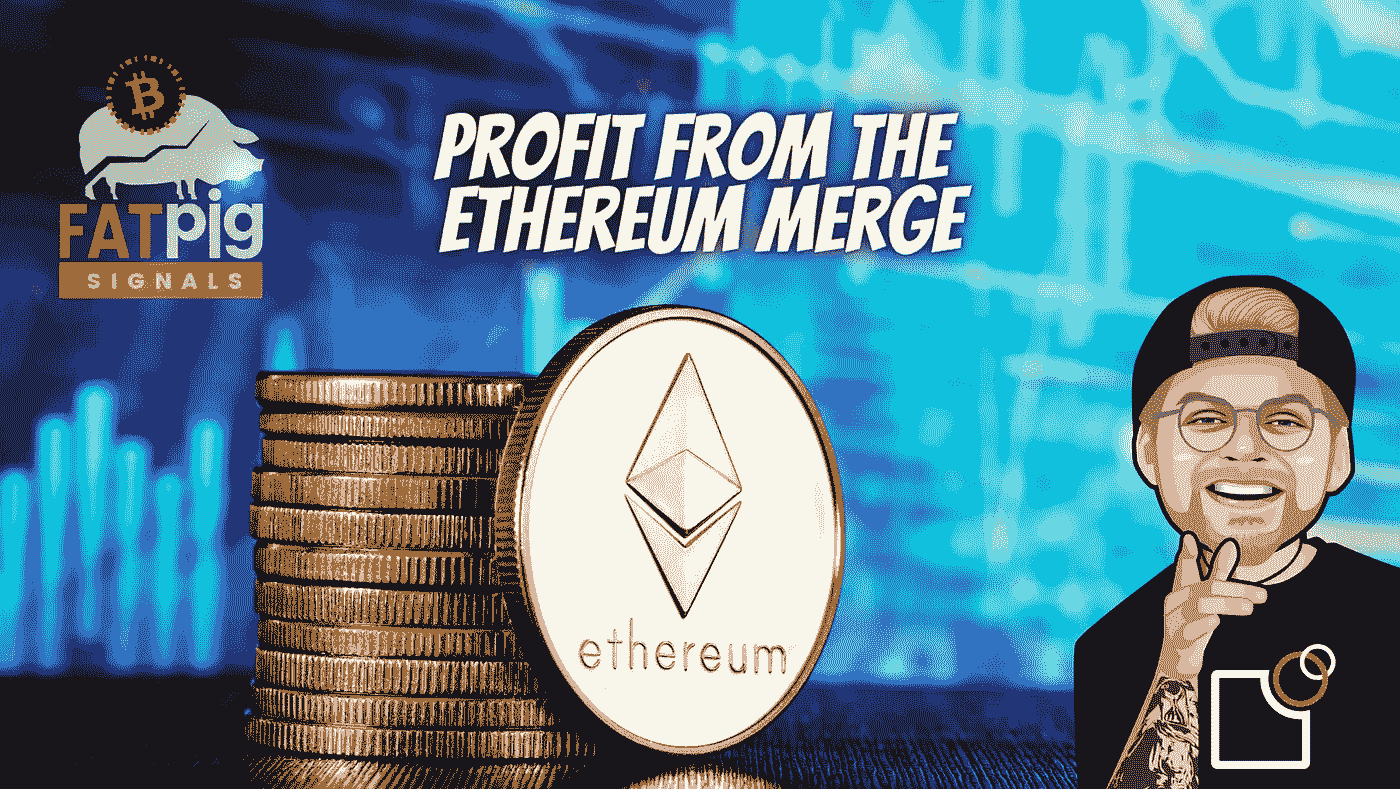 PROFIT FROM THE
ETHEREUM MERGE
FATpig
SIGNALS
ethereum